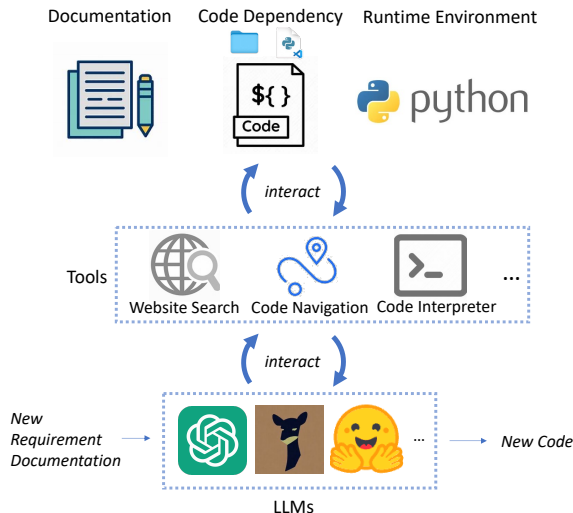 Documentation
Code Dependency
Runtime Environment
${ }
Code
python
interact
Tools
Website Search
Code Navigation
Code Interpreter
...
interact
New
Requirement
Documentation
...
New Code
LLMs